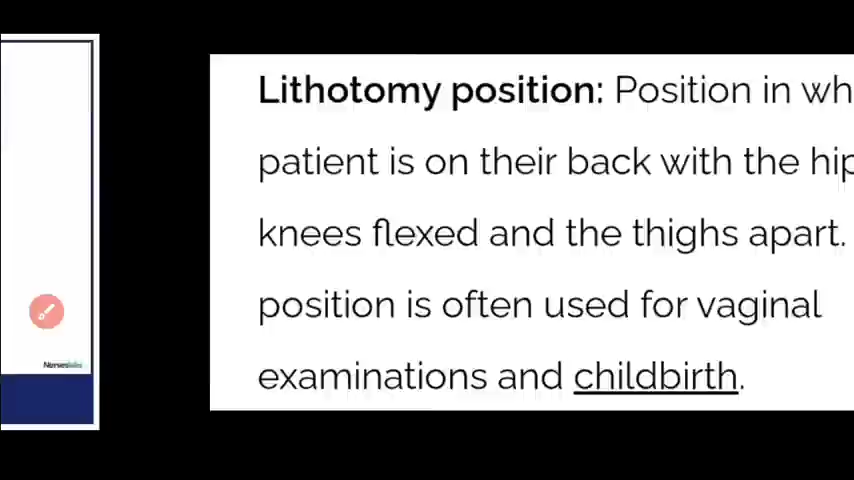 Lithotomy position: Position in wh
patient is on their back with the hip
knees flexed and the thighs apart.
position is often used for vaginal
examinations and childbirth.
Nurseslabs